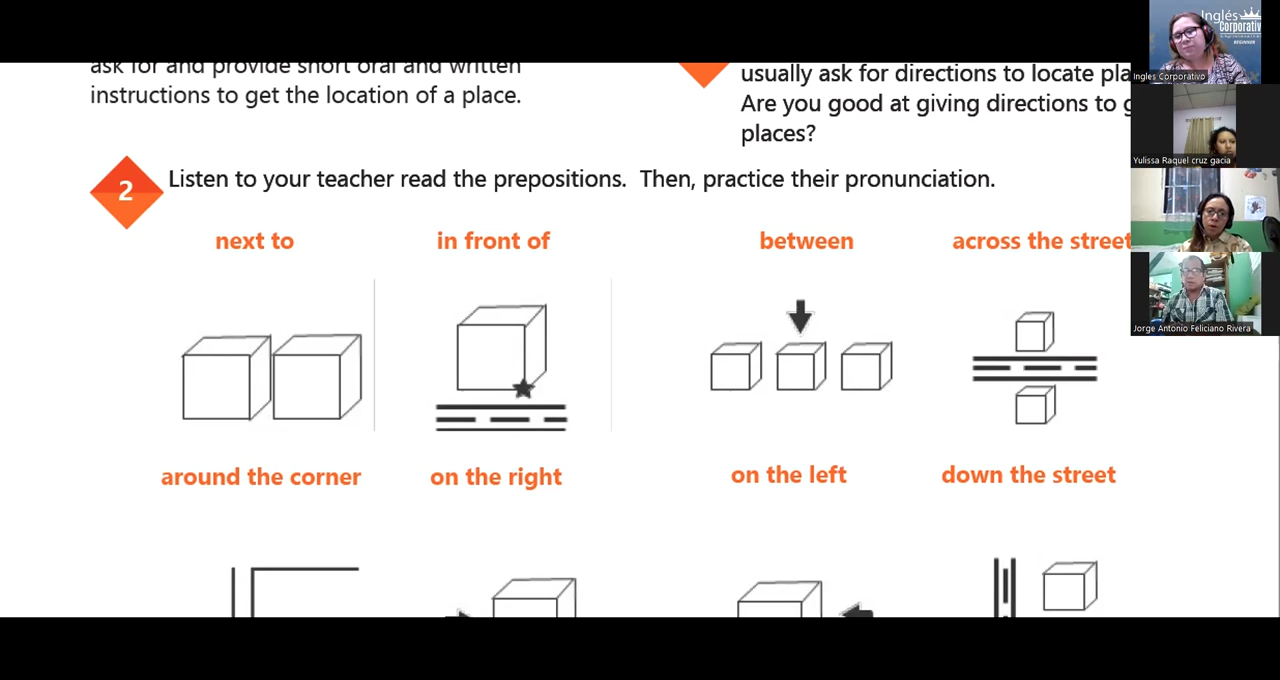 ask for and provide short oral and written
instructions to get the location of a place.
usually ask for directions to locate pla
Are you good at giving directions to g
places?
2
Listen to your teacher read the prepositions. Then, practice their pronunciation.
next to
in front of
between
across the street
around the corner
on the right
on the left
down the street
Inglés
Corporativo
BEGINNER
Ingles Corporativo
Yulissa Raquel cruz gacia
Jorge Antonio Feliciano Rivera